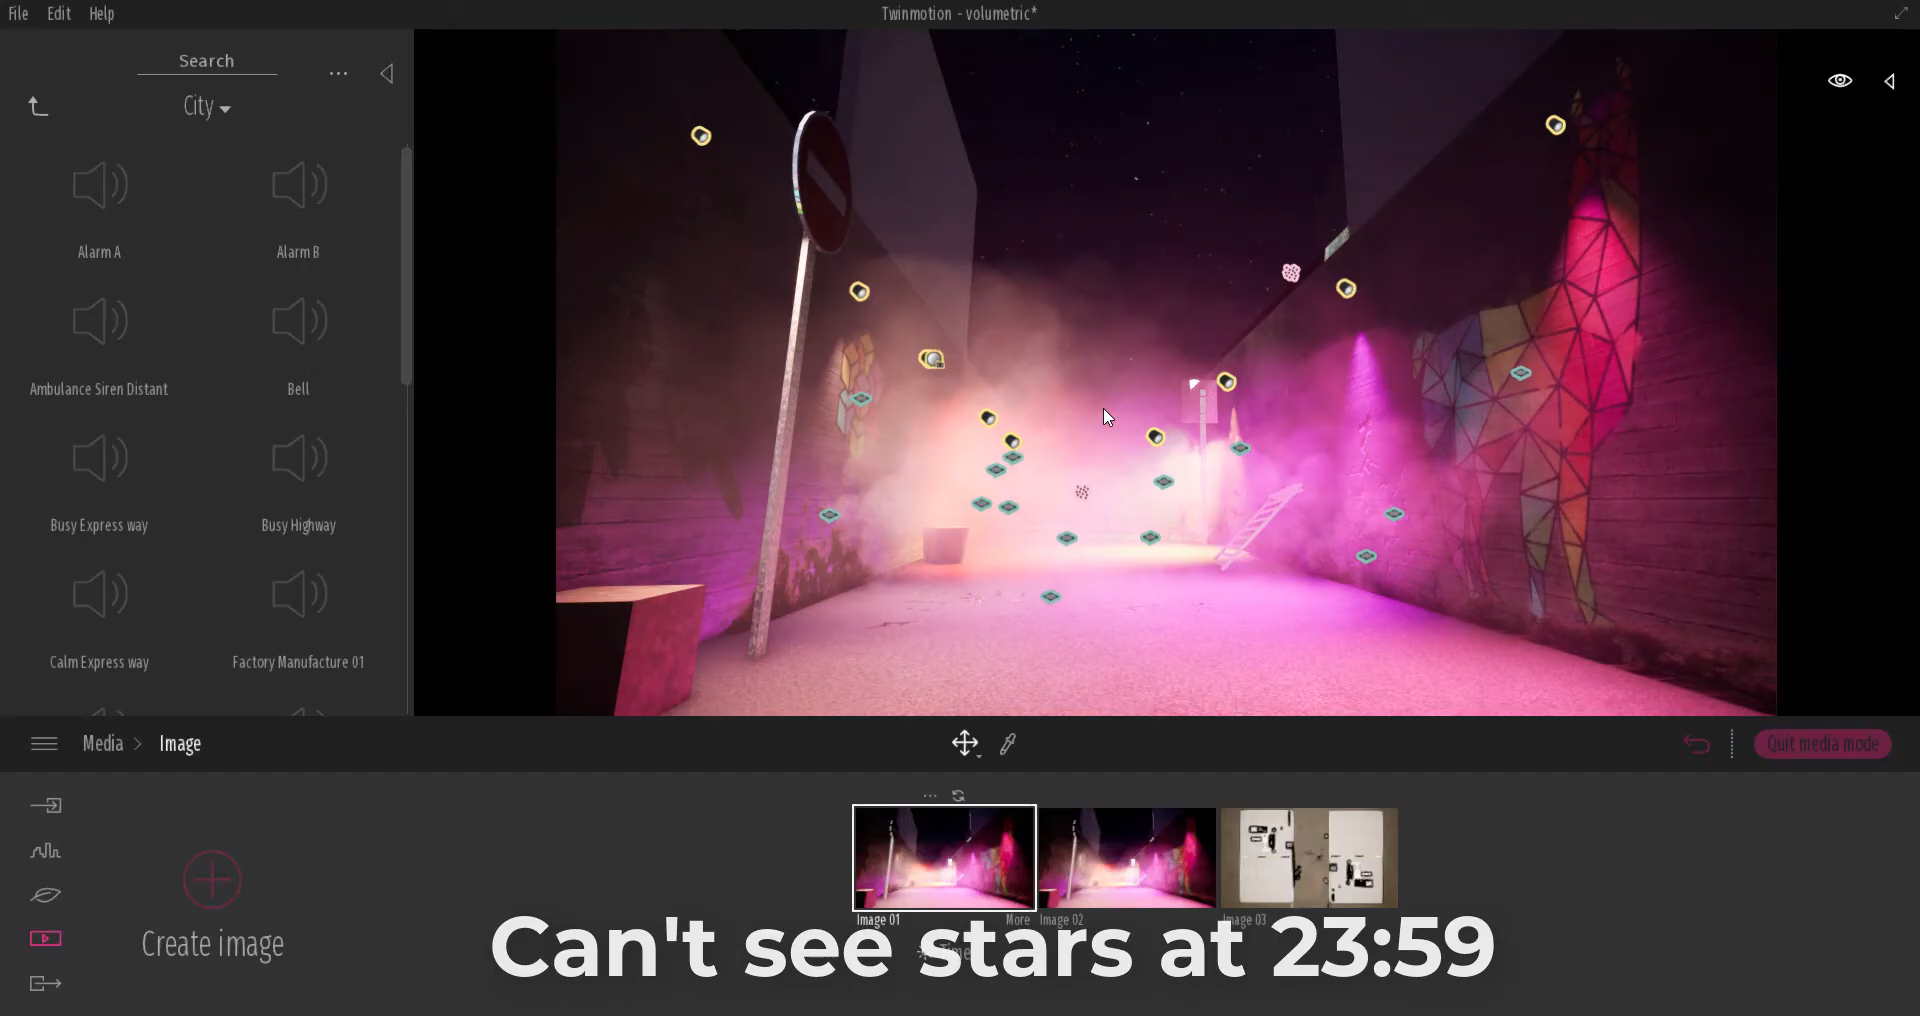 File Edit Help
Twinmotion - volumetric*
Search
City
Alarm A
Alarm B
Ambulance Siren Distant
Bell
Busy Express way
Busy Highway
Calm Express way
Factory Manufacture 01
Media > Image
Quit media mode
Create image
Image 01
More
Image 02
Image 03
Time
Can't see stars at 23:59